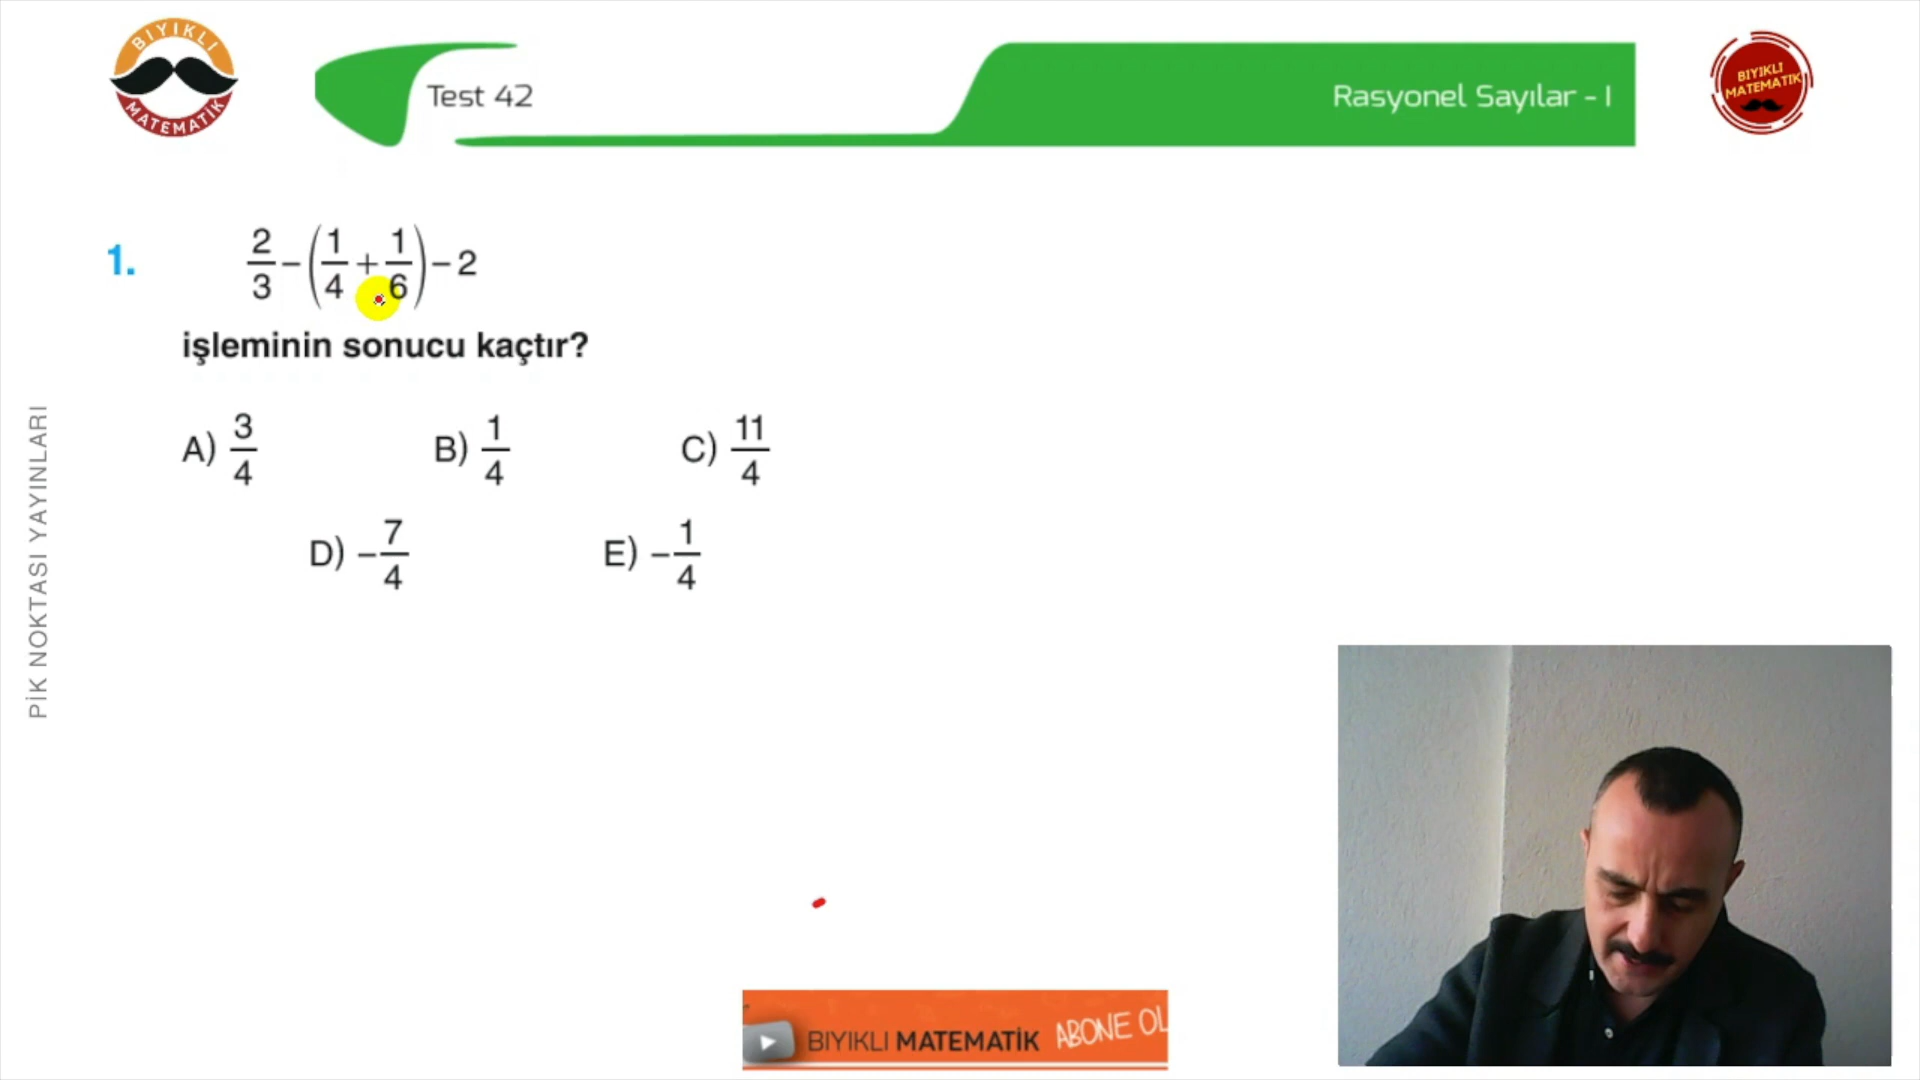 BIYIKLI
MATEMATİK
Test 42
Rasyonel Sayılar - I
BIYIKLI
MATEMATİK
1. 2/3 − (1/4 + 1/6) − 2
işleminin sonucu kaçtır?
A) 3/4 B) 1/4 C) 11/4
D) −7/4 E) −1/4
PİK NOKTASI YAYINLARI
BIYIKLI MATEMATİK ABONE OL